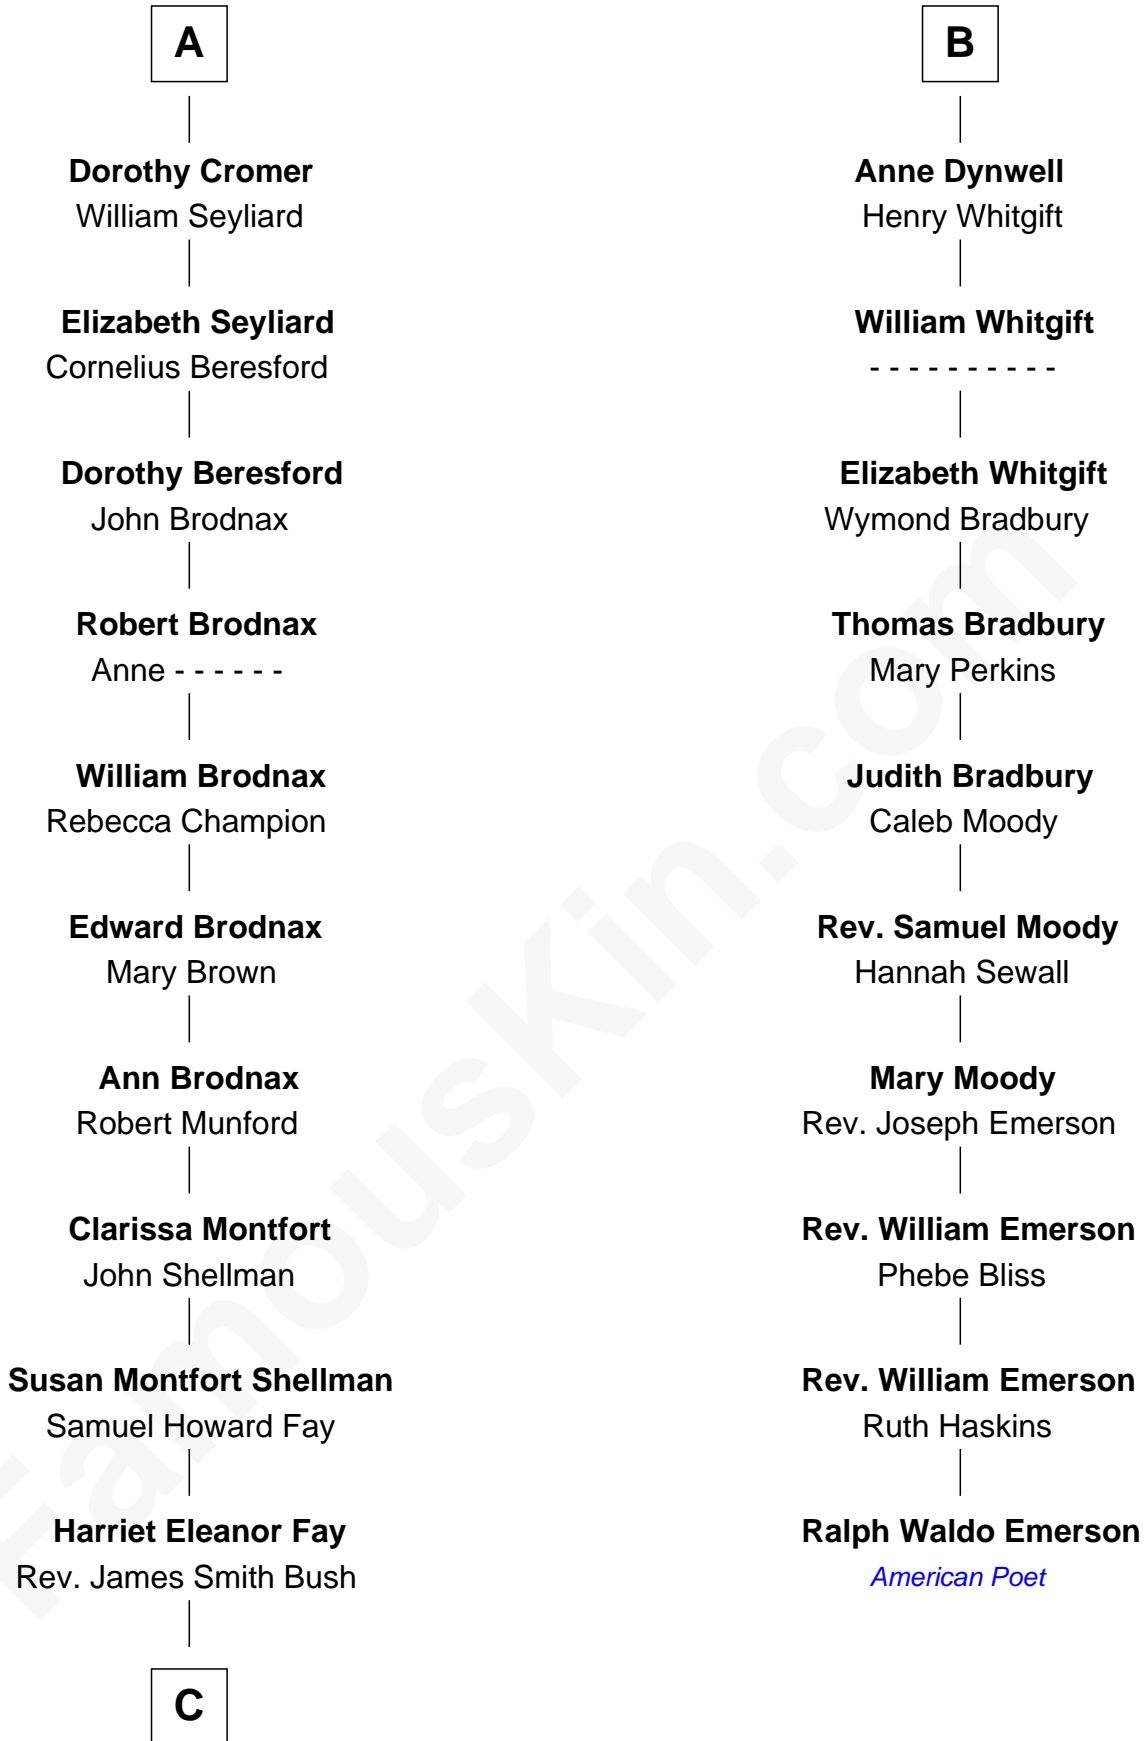 A
Dorothy Cromer
William Seyliard
Elizabeth Seyliard
Cornelius Beresford
Dorothy Beresford
John Brodnax
Robert Brodnax
Anne - - - - - -
William Brodnax
Rebecca Champion
Edward Brodnax
Mary Brown
Ann Brodnax
Robert Munford
Clarissa Montfort
John Shellman
Susan Montfort Shellman
Samuel Howard Fay
Harriet Eleanor Fay
Rev. James Smith Bush
C
B
Anne Dynwell
Henry Whitgift
William Whitgift
- - - - - - - - - -
Elizabeth Whitgift
Wymond Bradbury
Thomas Bradbury
Mary Perkins
Judith Bradbury
Caleb Moody
Rev. Samuel Moody
Hannah Sewall
Mary Moody
Rev. Joseph Emerson
Rev. William Emerson
Phebe Bliss
Rev. William Emerson
Ruth Haskins
Ralph Waldo Emerson
American Poet
FamousKin.com